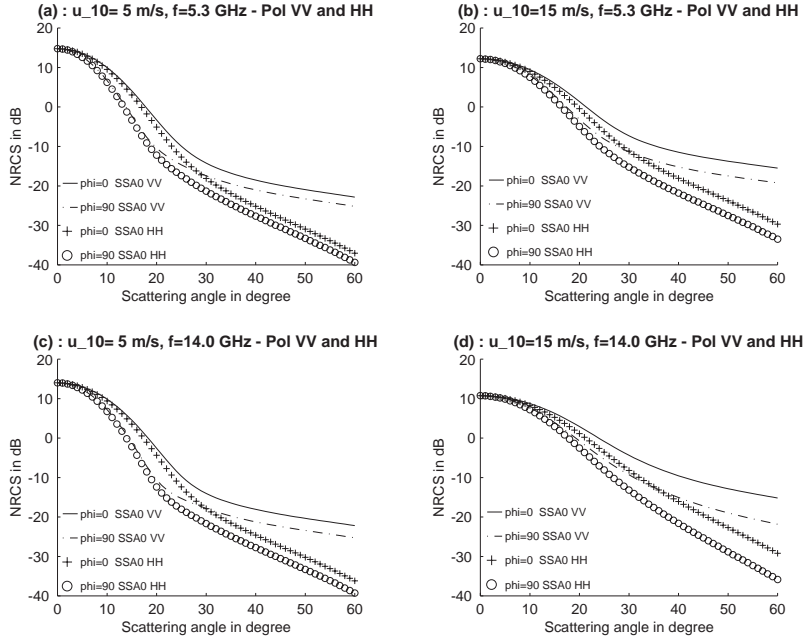 (a) : u_10= 5 m/s, f=5.3 GHz - Pol VV and HH
20
10
0
-10
-20
-30
-40
NRCS in dB
phi=0 SSA0 VV
phi=90 SSA0 VV
phi=0 SSA0 HH
phi=90 SSA0 HH
0 10 20 30 40 50 60
Scattering angle in degree
(b) : u_10=15 m/s, f=5.3 GHz - Pol VV and HH
20
10
0
-10
-20
-30
-40
NRCS in dB
phi=0 SSA0 VV
phi=90 SSA0 VV
phi=0 SSA0 HH
phi=90 SSA0 HH
0 10 20 30 40 50 60
Scattering angle in degree
(c) : u_10= 5 m/s, f=14.0 GHz - Pol VV and HH
20
10
0
-10
-20
-30
-40
NRCS in dB
phi=0 SSA0 VV
phi=90 SSA0 VV
phi=0 SSA0 HH
phi=90 SSA0 HH
0 10 20 30 40 50 60
Scattering angle in degree
(d) : u_10=15 m/s, f=14.0 GHz - Pol VV and HH
20
10
0
-10
-20
-30
-40
NRCS in dB
phi=0 SSA0 VV
phi=90 SSA0 VV
phi=0 SSA0 HH
phi=90 SSA0 HH
0 10 20 30 40 50 60
Scattering angle in degree